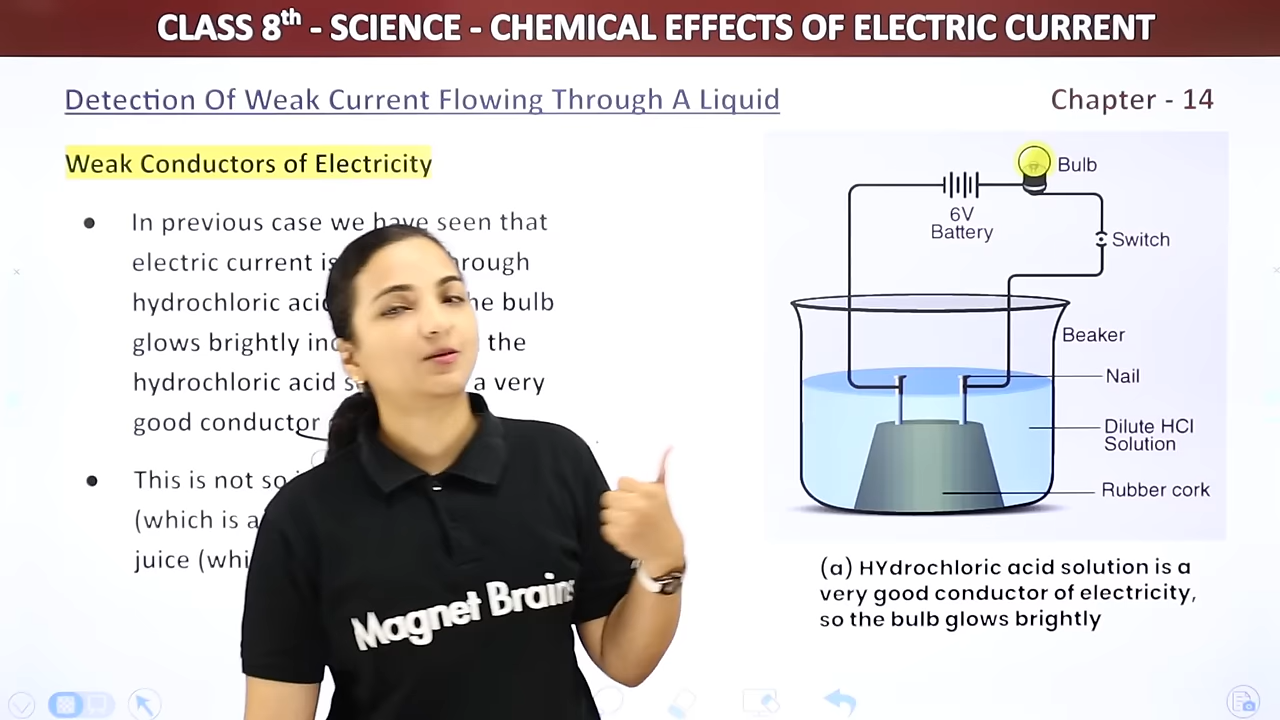 CLASS 8th - SCIENCE - CHEMICAL EFFECTS OF ELECTRIC CURRENT
Detection Of Weak Current Flowing Through A Liquid
Chapter - 14
Weak Conductors of Electricity
In previous case we have seen that
electric current is
hydrochloric
he bulb
glows brightly
the
hydrochloric acid
a very
good conductor
This is not so
(which is a
juice
Bulb
6V
Battery
Switch
Beaker
Nail
Dilute HCl
Solution
Rubber cork
(a) HYdrochloric acid solution is a
very good conductor of electricity,
so the bulb glows brightly
Magnet Brains